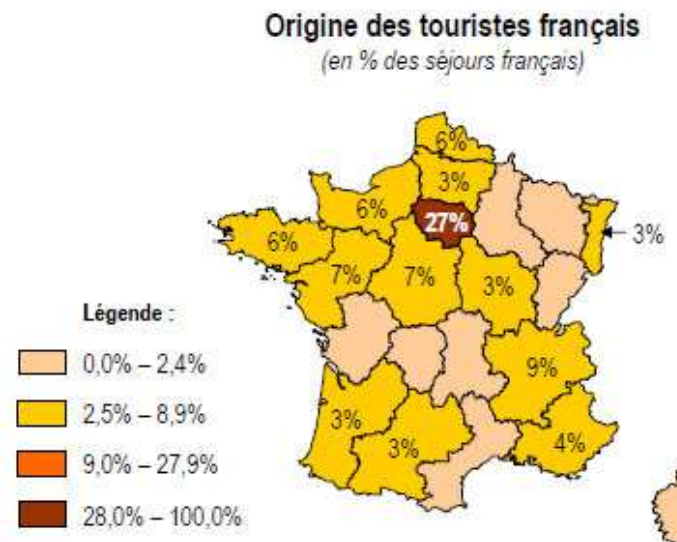 Origine des touristes français
(en % des séjours français)
6%
3%
6%
27%
6%
3%
7%
7%
3%
Légende :
0,0% – 2,4%
9%
2,5% – 8,9%
3%
3%
4%
9,0% – 27,9%
28,0% – 100,0%